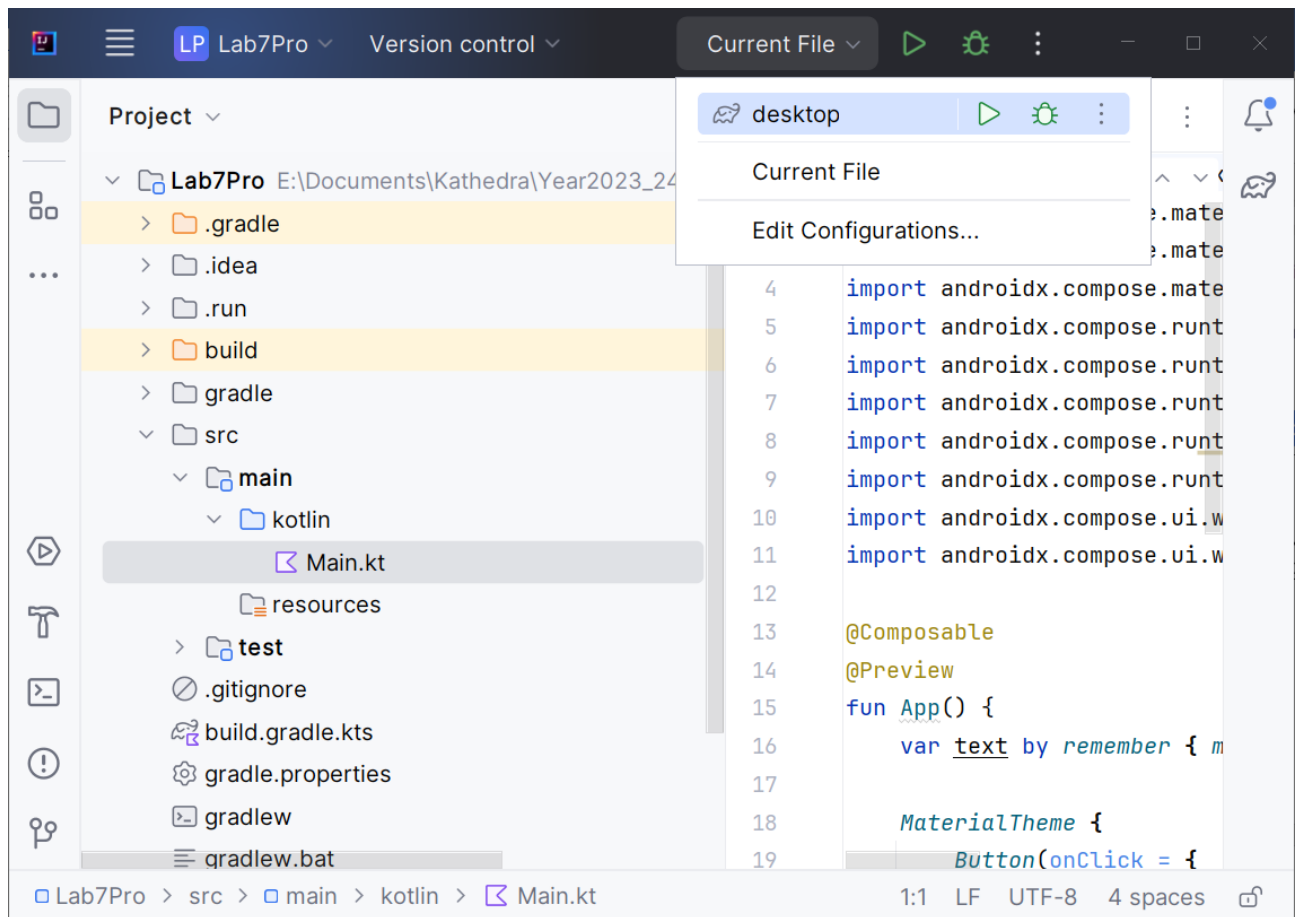 LP Lab7Pro Version control Current File
Project
desktop
Current File
Edit Configurations...
Lab7Pro E:\Documents\Kathedra\Year2023_24
.gradle
.idea
.run
build
gradle
src
main
kotlin
Main.kt
resources
test
.gitignore
build.gradle.kts
gradle.properties
gradlew
gradlew.bat
e.mate
e.mate
4 import androidx.compose.mate
5 import androidx.compose.runt
6 import androidx.compose.runt
7 import androidx.compose.runt
8 import androidx.compose.runt
9 import androidx.compose.runt
10 import androidx.compose.ui.w
11 import androidx.compose.ui.w
12
13 @Composable
14 @Preview
15 fun App() {
16 var text by remember { m
17
18 MaterialTheme {
19 Button(onClick = {
Lab7Pro > src > main > kotlin > Main.kt 1:1 LF UTF-8 4 spaces